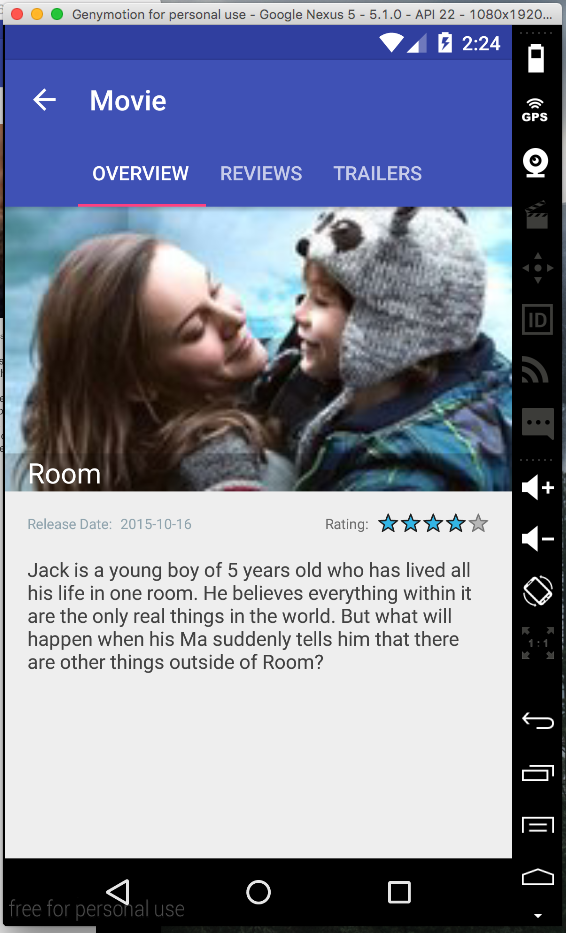 Genymotion for personal use - Google Nexus 5 - 5.1.0 - API 22 - 1080x1920...
2:24
Movie
OVERVIEW REVIEWS TRAILERS
Room
Release Date: 2015-10-16 Rating:
Jack is a young boy of 5 years old who has lived all
his life in one room. He believes everything within it
are the only real things in the world. But what will
happen when his Ma suddenly tells him that there
are other things outside of Room?
free for personal use
GPS
ID
1:1